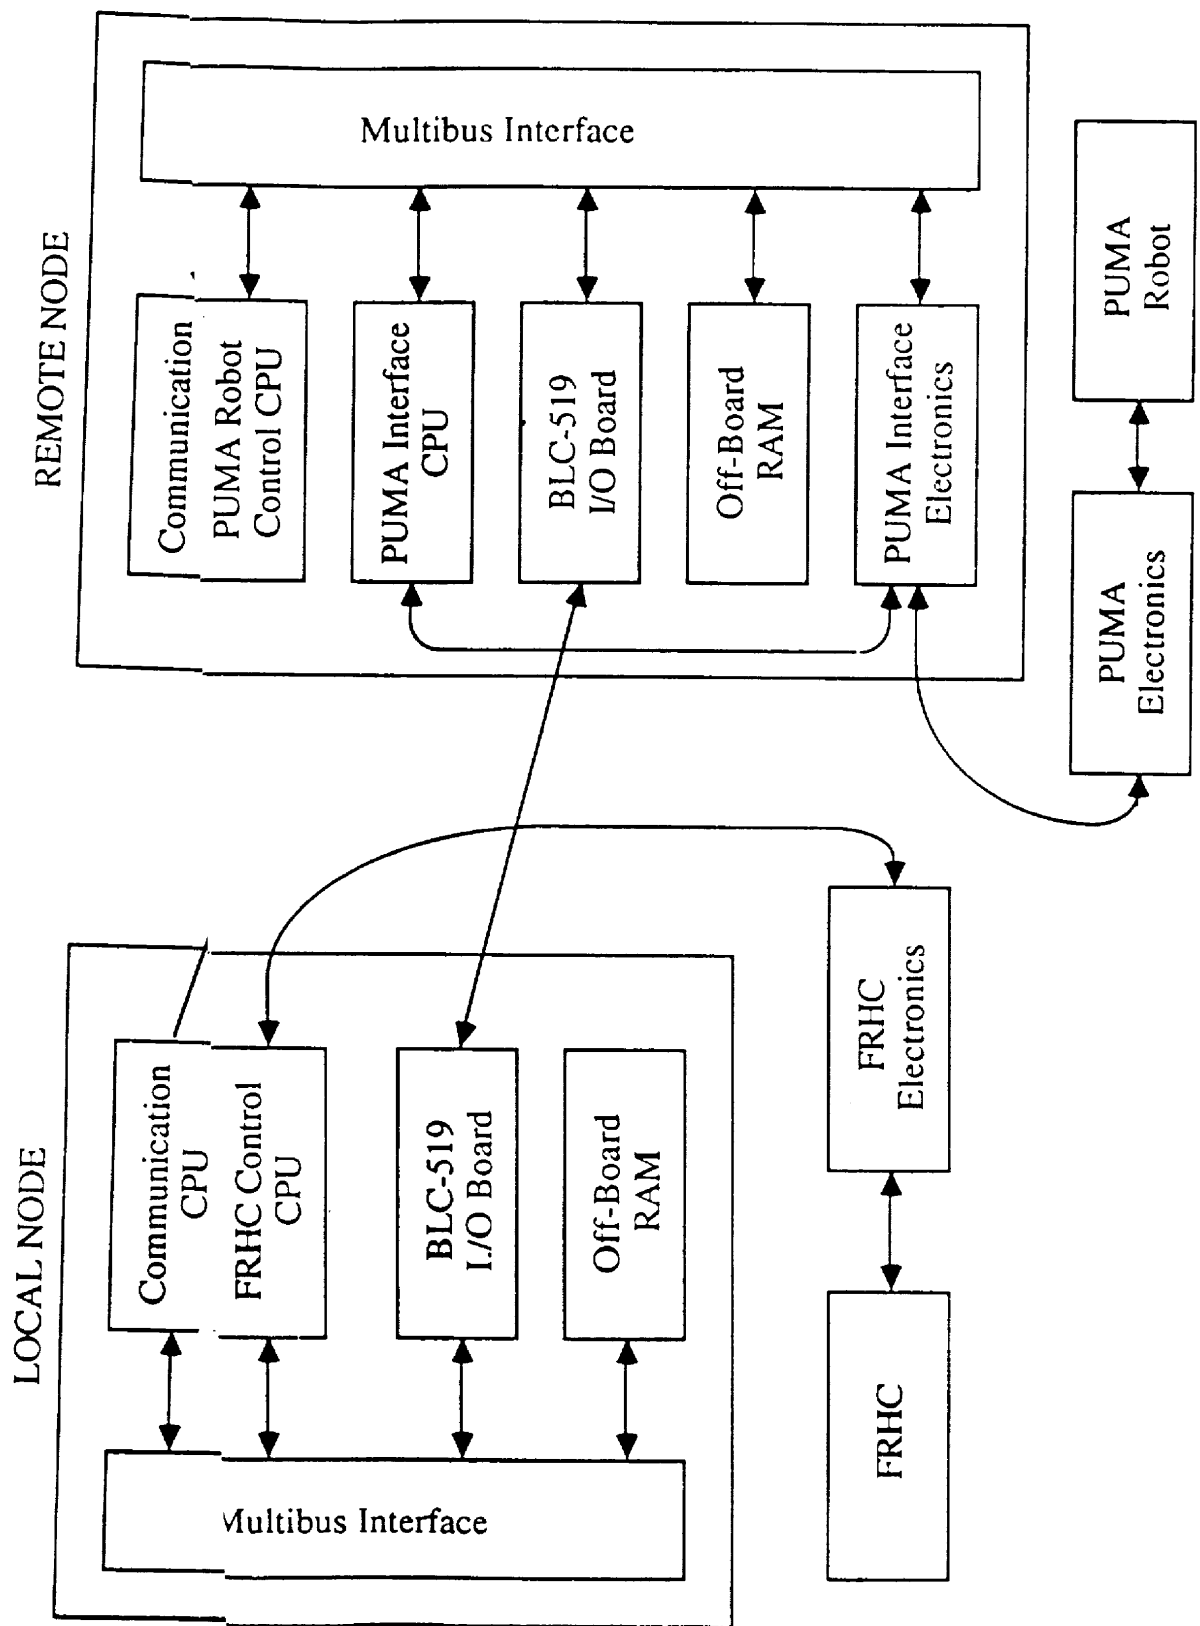 LOCAL NODE
Multibus Interface
Communication
CPU
FRHC Control
CPU
BLC-519
I./O Board
Off-Board
RAM
FRHC
FRHC
Electronics
REMOTE NODE
Communication
PUMA Robot
Control CPU
PUMA Interface
CPU
BLC-519
I/O Board
Off-Board
RAM
PUMA Interface
Electronics
Multibus Interface
PUMA
Electronics
PUMA
Robot